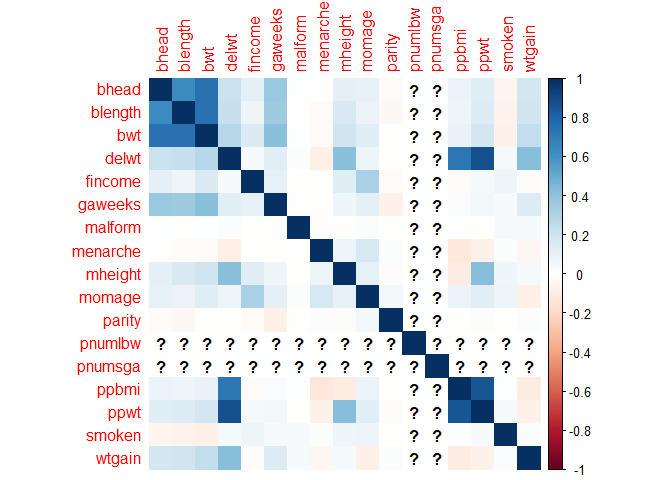 bhead blength bwt delwt fincome gaweeks malform menarche mheight momage parity pnumlbw pnumsga ppbmi ppwt smoken wtgain
bhead ? ?
blength ? ?
bwt ? ?
delwt ? ?
fincome ? ?
gaweeks ? ?
malform ? ?
menarche ? ?
mheight ? ?
momage ? ?
parity ? ?
pnumlbw ? ? ? ? ? ? ? ? ? ? ? ? ? ? ? ?
pnumsga ? ? ? ? ? ? ? ? ? ? ? ? ? ? ? ?
ppbmi ? ?
ppwt ? ?
smoken ? ?
wtgain ? ?
1
0.8
0.6
0.4
0.2
0
-0.2
-0.4
-0.6
-0.8
-1